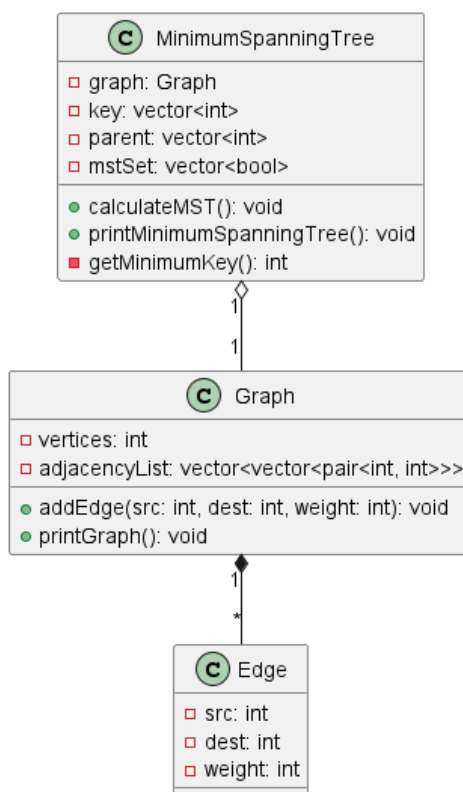 C MinimumSpanningTree
graph: Graph
key: vector<int>
parent: vector<int>
mstSet: vector<bool>
calculateMST(): void
printMinimumSpanningTree(): void
getMinimumKey(): int
1
1
C Graph
vertices: int
adjacencyList: vector<vector<pair<int, int>>>
addEdge(src: int, dest: int, weight: int): void
printGraph(): void
1
*
C Edge
src: int
dest: int
weight: int